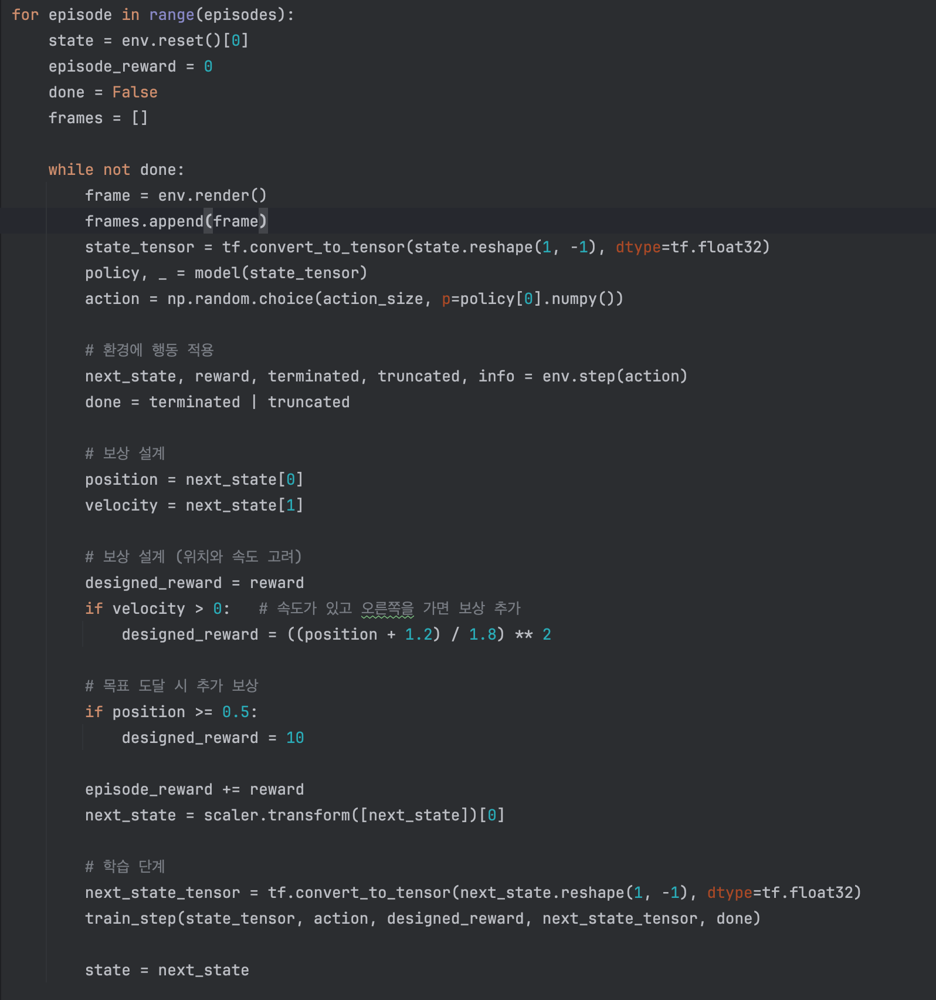 for episode in range(episodes):
    state = env.reset()[0]
    episode_reward = 0
    done = False
    frames = []

    while not done:
        frame = env.render()
        frames.append(frame)
        state_tensor = tf.convert_to_tensor(state.reshape(1, -1), dtype=tf.float32)
        policy, _ = model(state_tensor)
        action = np.random.choice(action_size, p=policy[0].numpy())

        # 환경에 행동 적용
        next_state, reward, terminated, truncated, info = env.step(action)
        done = terminated | truncated

        # 보상 설계
        position = next_state[0]
        velocity = next_state[1]

        # 보상 설계 (위치와 속도 고려)
        designed_reward = reward
        if velocity > 0:   # 속도가 있고 오른쪽을 가면 보상 추가
            designed_reward = ((position + 1.2) / 1.8) ** 2

        # 목표 도달 시 추가 보상
        if position >= 0.5:
            designed_reward = 10

        episode_reward += reward
        next_state = scaler.transform([next_state])[0]

        # 학습 단계
        next_state_tensor = tf.convert_to_tensor(next_state.reshape(1, -1), dtype=tf.float32)
        train_step(state_tensor, action, designed_reward, next_state_tensor, done)

        state = next_state